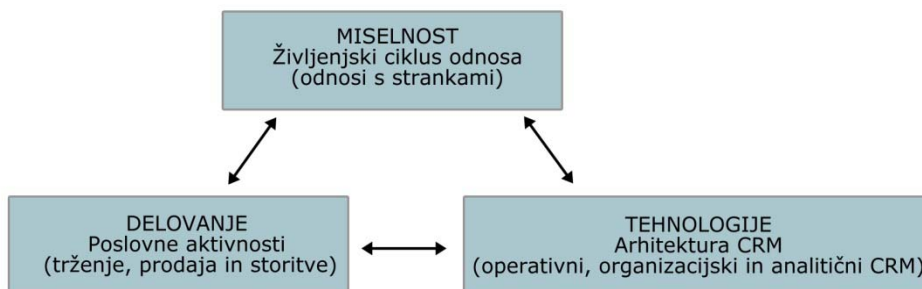 MISELNOST
Življenjski ciklus odnosa
(odnosi s strankami)
DELOVANJE
Poslovne aktivnosti
(trženje, prodaja in storitve)
TEHNOLOGIJE
Arhitektura CRM
(operativni, organizacijski in analitični CRM)